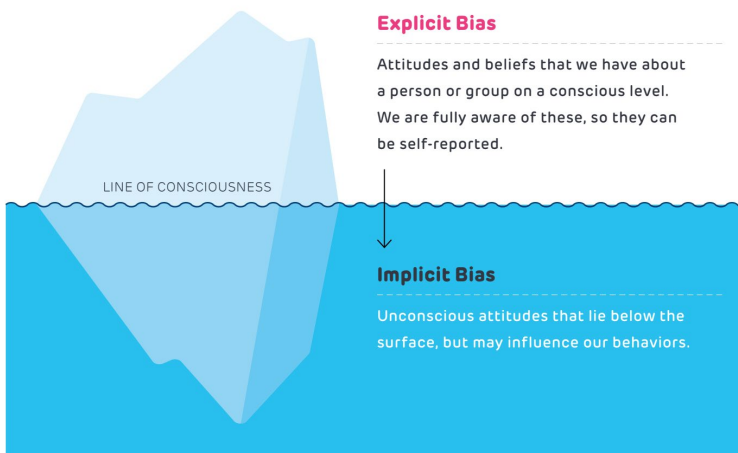 Explicit Bias
Attitudes and beliefs that we have about
a person or group on a conscious level.
We are fully aware of these, so they can
be self-reported.
LINE OF CONSCIOUSNESS
Implicit Bias
Unconscious attitudes that lie below the
surface, but may influence our behaviors.